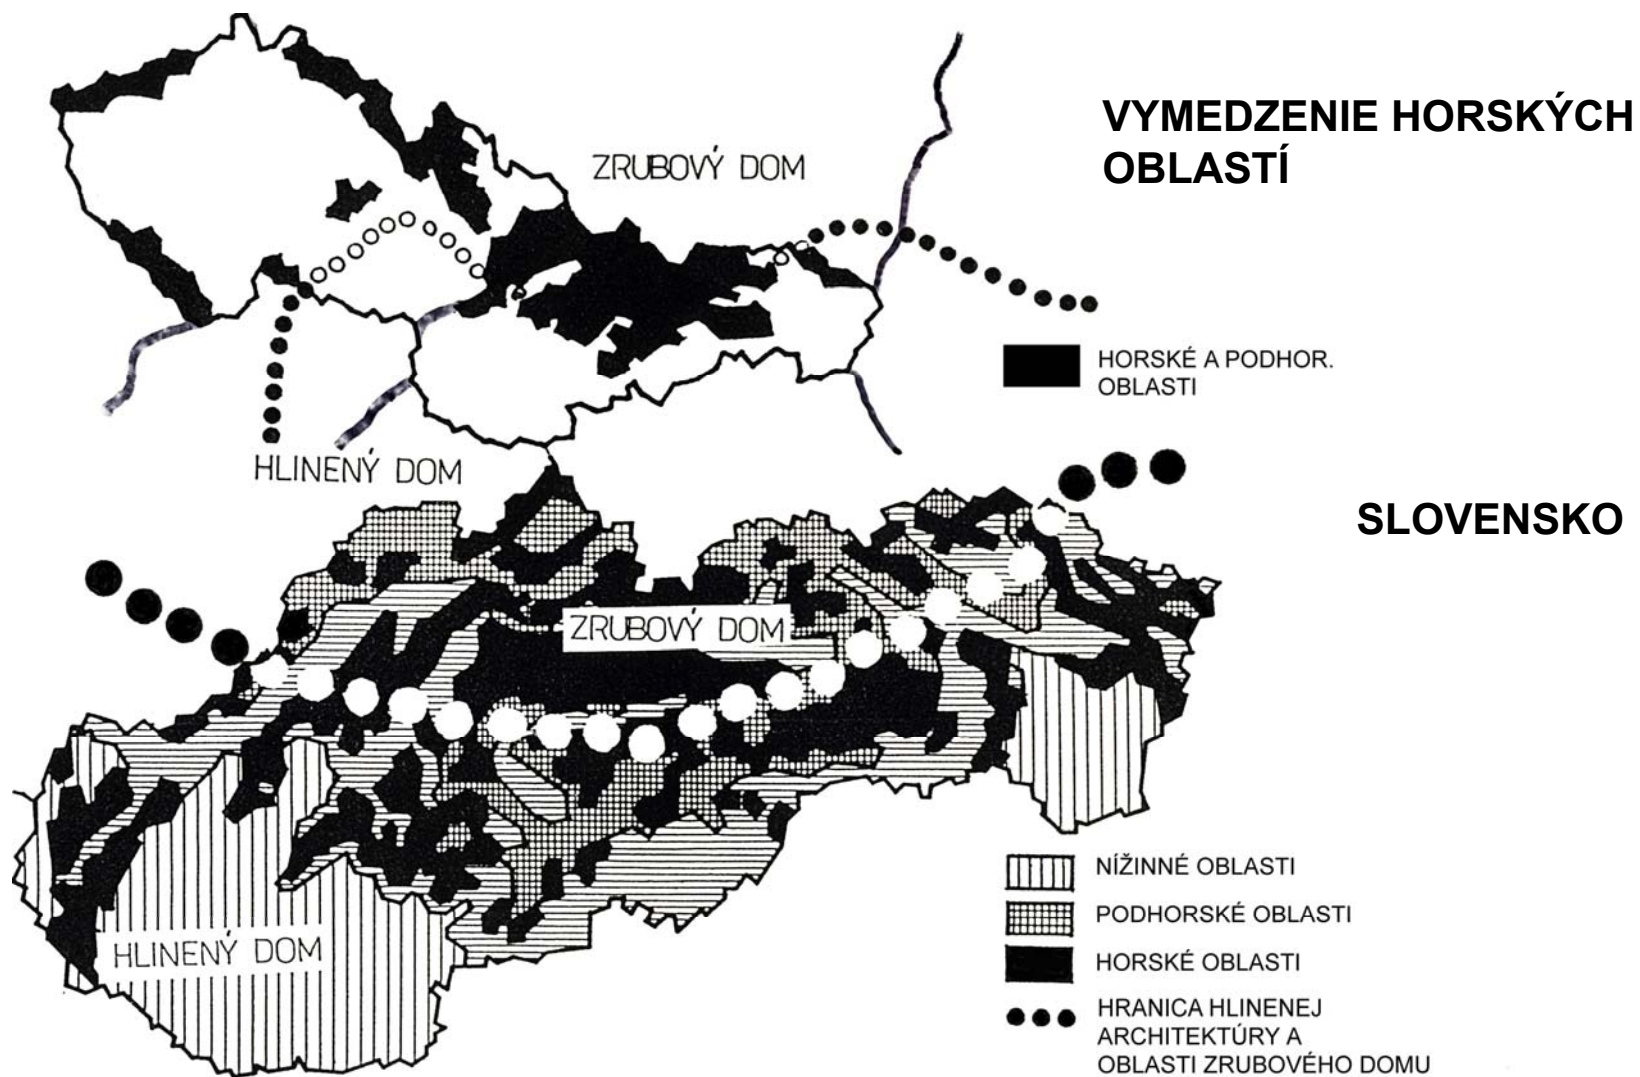 VYMEDZENIE HORSKÝCH
OBLASTÍ
ZRUBOVÝ DOM
HORSKÉ A PODHOR.
OBLASTI
HLINENÝ DOM
SLOVENSKO
ZRUBOVÝ DOM
HLINENÝ DOM
NÍŽINNÉ OBLASTI
PODHORSKÉ OBLASTI
HORSKÉ OBLASTI
HRANICA HLINENEJ
ARCHITEKTÚRY A
OBLASTI ZRUBOVÉHO DOMU